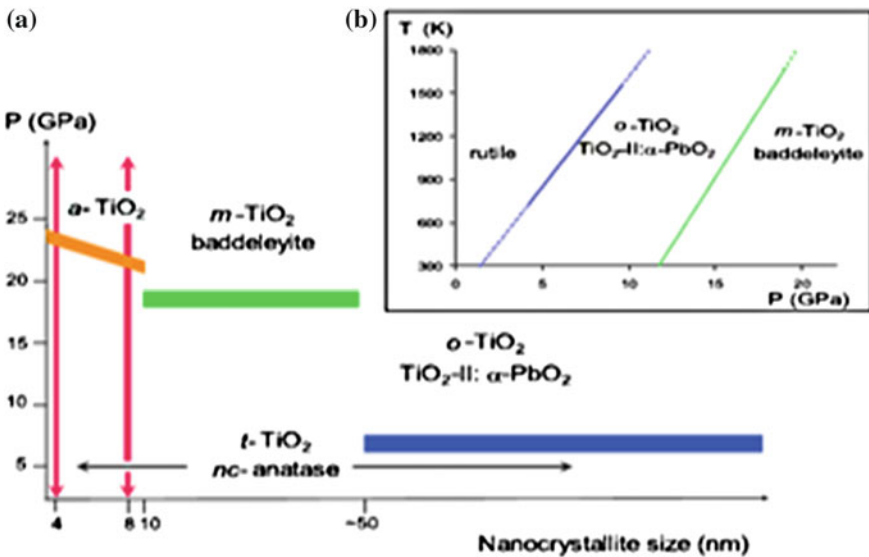 (a)
P (GPa)
25
20
15
10
5
a-TiO₂
m-TiO₂
baddeleyite
o-TiO₂
TiO₂-II: α-PbO₂
t-TiO₂
nc-anatase
4
8
10
~50
Nanocrystallite size (nm)
(b)
T (K)
1800
1500
1200
900
600
300
rutile
o-TiO₂
TiO₂-II:α-PbO₂
m-TiO₂
baddeleyite
0
5
10
15
20
P (GPa)